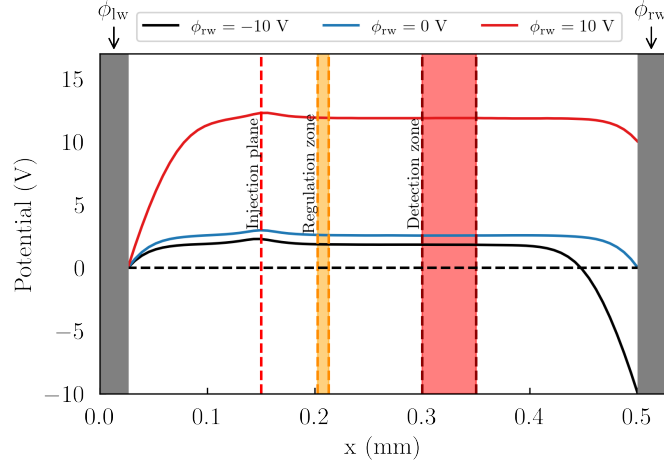 ϕlw
ϕrw = −10 V
ϕrw = 0 V
ϕrw = 10 V
ϕrw
Potential (V)
15
10
5
0
−5
−10
Injection plane
Regulation zone
Detection zone
0.0
0.1
0.2
0.3
0.4
0.5
x (mm)